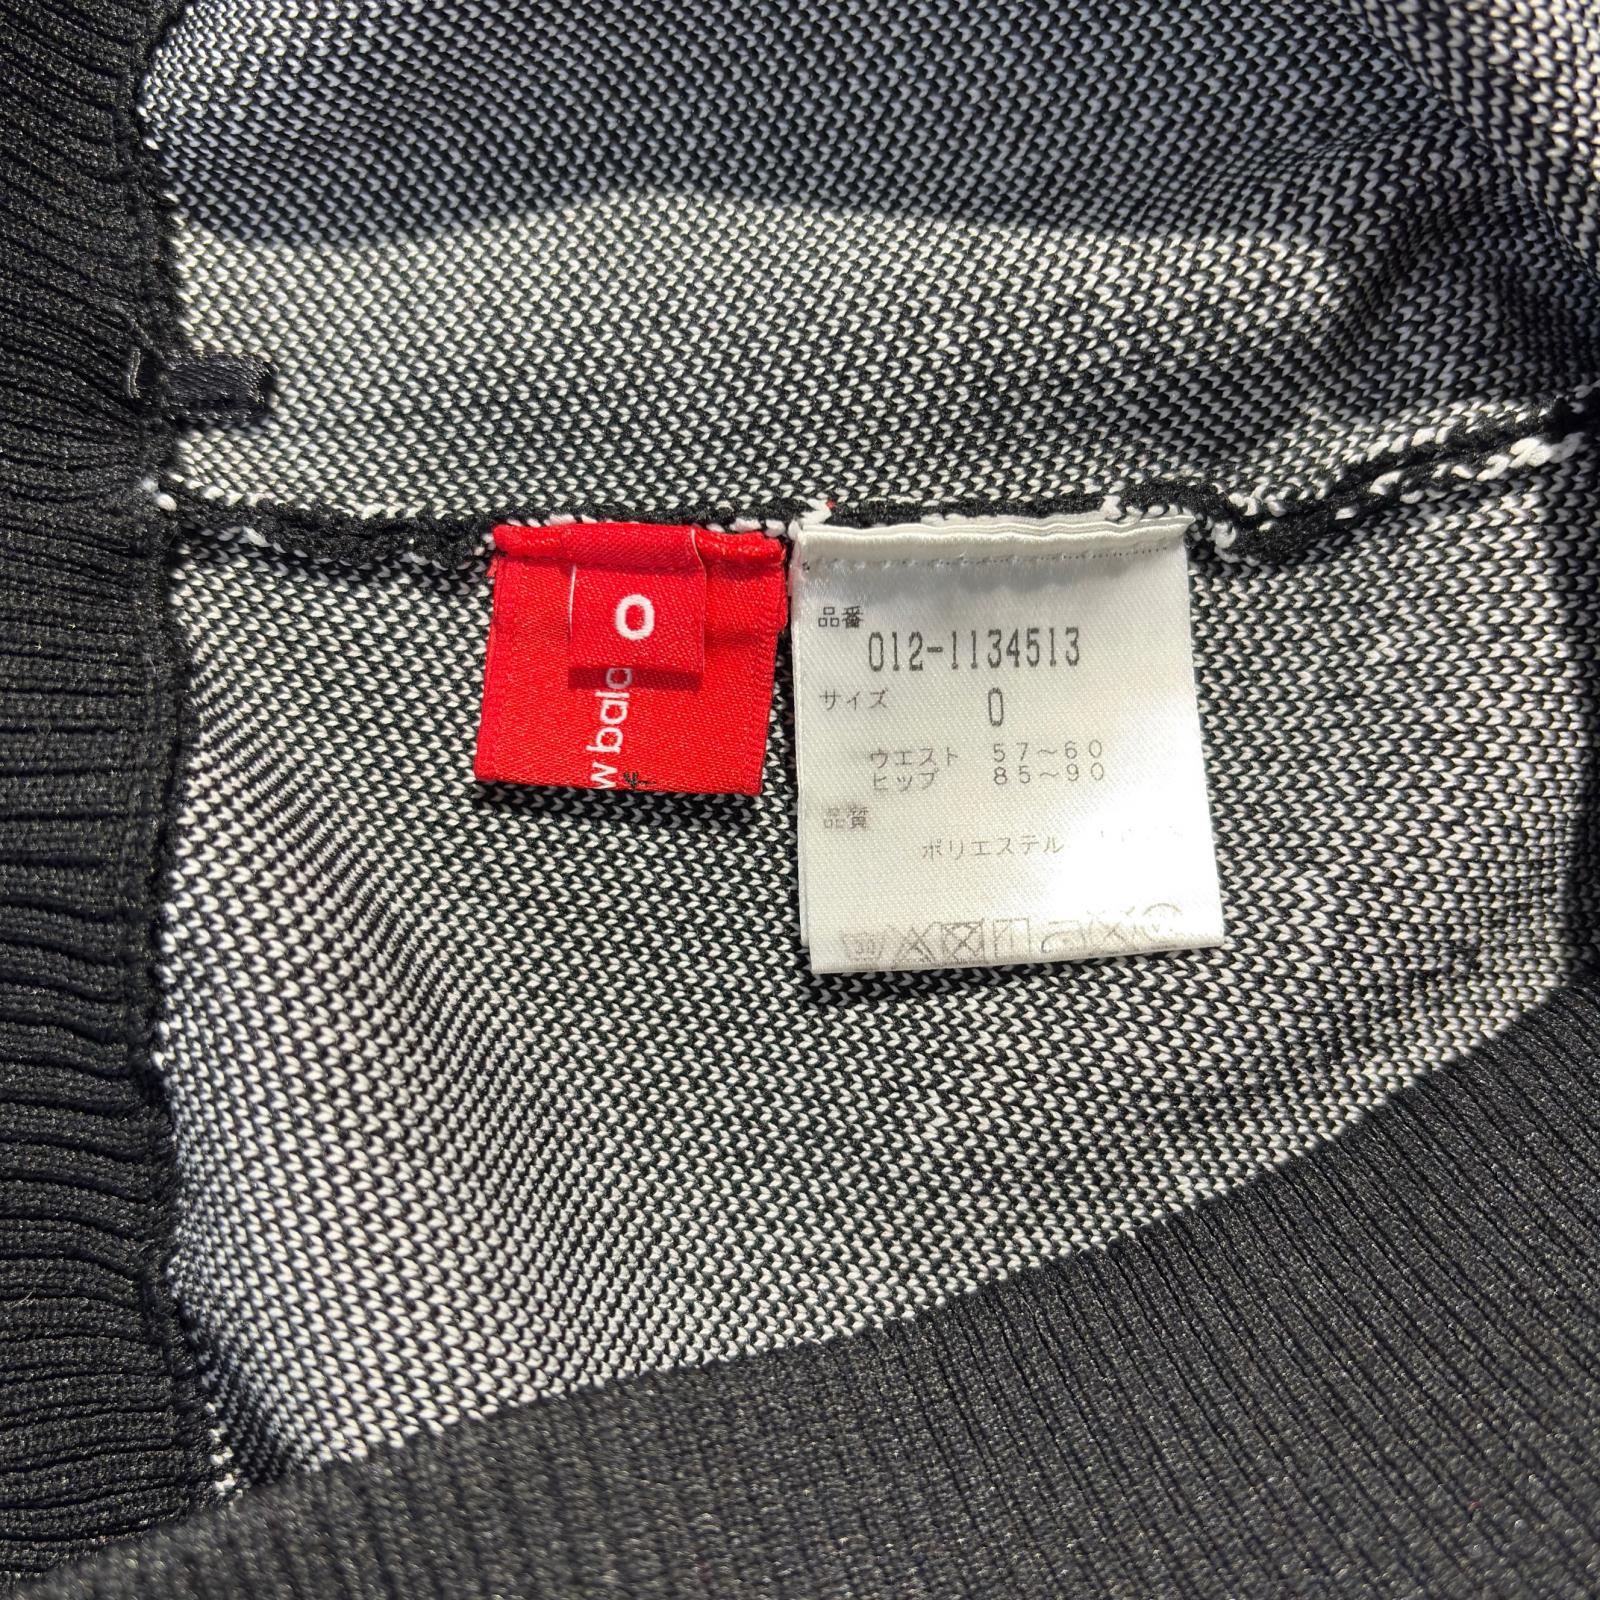 0
w bala
品番
012-1134513
サイズ
0
ウエスト 57～60
ヒップ 85～90
品質
ポリエステル
30